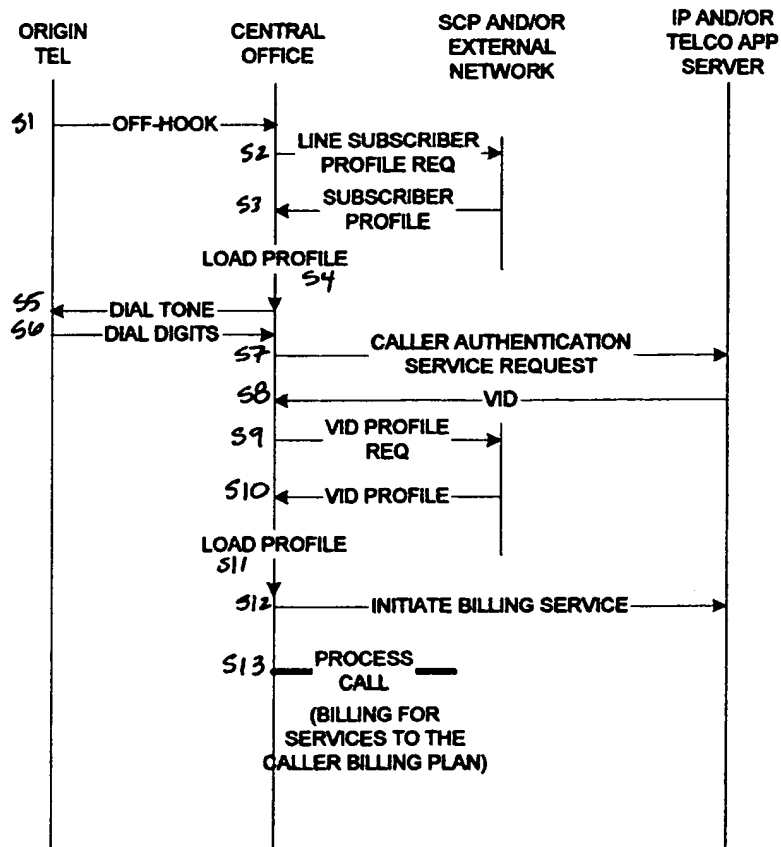 ORIGIN
TEL
CENTRAL
OFFICE
SCP AND/OR
EXTERNAL
NETWORK
IP AND/OR
TELCO APP
SERVER
S1 OFF-HOOK
S2 LINE SUBSCRIBER
PROFILE REQ
S3 SUBSCRIBER
PROFILE
LOAD PROFILE
S4
S5 DIAL TONE
S6 DIAL DIGITS
S7 CALLER AUTHENTICATION
SERVICE REQUEST
S8 VID
S9 VID PROFILE
REQ
S10 VID PROFILE
LOAD PROFILE
S11
S12 INITIATE BILLING SERVICE
S13 PROCESS
CALL
(BILLING FOR
SERVICES TO THE
CALLER BILLING PLAN)